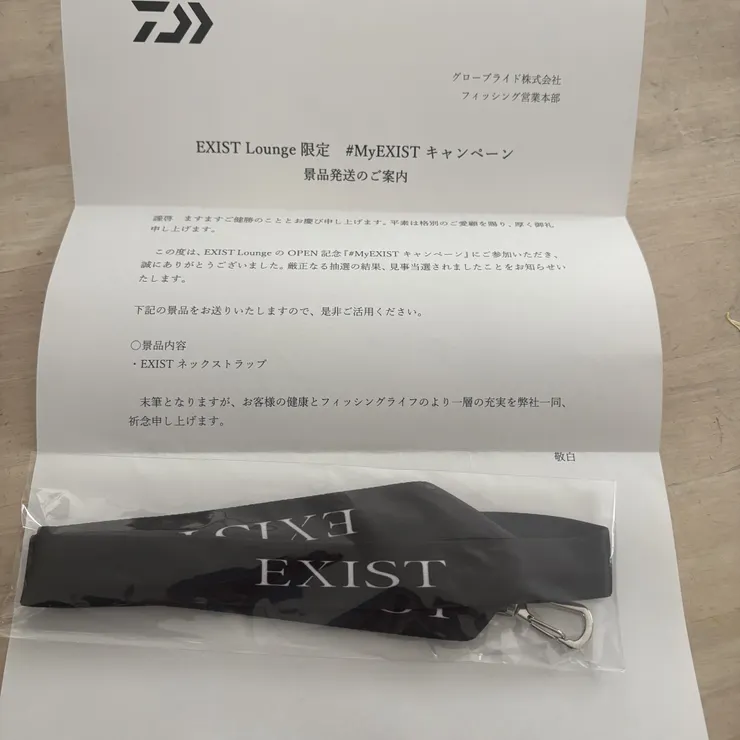 グローブライド株式会社
フィッシング営業本部
EXIST Lounge 限定　#MyEXIST キャンペーン
景品発送のご案内
謹啓　ますますご健勝のこととお慶び申し上げます。平素は格別のご愛顧を賜り、厚く御礼
申し上げます。
この度は、EXIST Lounge の OPEN 記念『#MyEXIST キャンペーン』にご参加いただき、
誠にありがとうございました。厳正なる抽選の結果、見事当選されましたことをお知らせい
たします。
下記の景品をお送りいたしますので、是非ご活用ください。
〇景品内容
・EXIST ネックストラップ
末筆となりますが、お客様の健康とフィッシングライフのより一層の充実を弊社一同、
祈念申し上げます。
敬白
EXIST
EXIST